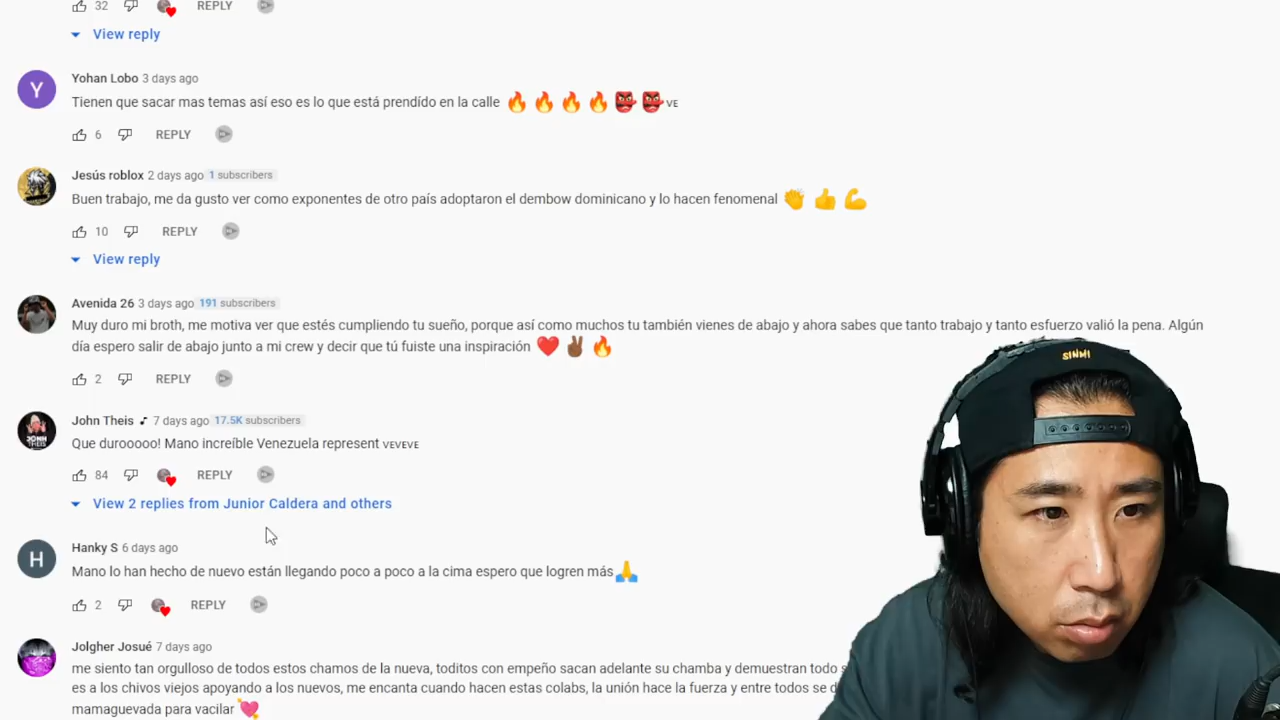 32 REPLY
View reply
Yohan Lobo 3 days ago
Y
Tienen que sacar mas temas así eso es lo que está prendído en la calle 🔥🔥🔥🔥👹👹 VE
6 REPLY
Jesús roblox 2 days ago 1 subscribers
Buen trabajo, me da gusto ver como exponentes de otro país adoptaron el dembow dominicano y lo hacen fenomenal 👏 👍 💪
10 REPLY
View reply
Avenida 26 3 days ago 191 subscribers
Muy duro mi broth, me motiva ver que estés cumpliendo tu sueño, porque así como muchos tu también vienes de abajo y ahora sabes que tanto trabajo y tanto esfuerzo valió la pena. Algún
día espero salir de abajo junto a mi crew y decir que tú fuiste una inspiración ❤️✌🏾🔥
2 REPLY
John Theis 7 days ago 17.5K subscribers
JOHN
THEIS
Que durooooo! Mano increíble Venezuela represent VEVEVE
84 REPLY
View 2 replies from Junior Caldera and others
Hanky S 6 days ago
H
Mano lo han hecho de nuevo están llegando poco a poco a la cima espero que logren más🙏
2 REPLY
Jolgher Josué 7 days ago
me siento tan orgulloso de todos estos chamos de la nueva, toditos con empeño sacan adelante su chamba y demuestran todo s
es a los chivos viejos apoyando a los nuevos, me encanta cuando hacen estas colabs, la unión hace la fuerza y entre todos se d
mamaguevada para vacilar 💘
SINMI